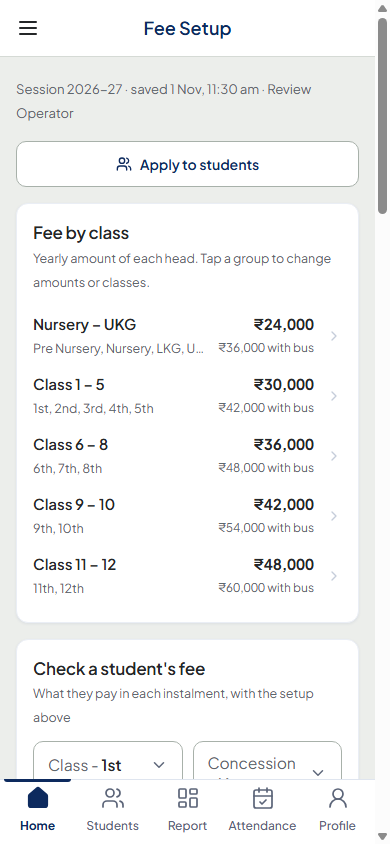 Fee Setup
Session 2026–27 · saved 1 Nov, 11:30 am · Review
Operator
Apply to students
Fee by class
Yearly amount of each head. Tap a group to change
amounts or classes.
Nursery – UKG ₹24,000
Pre Nursery, Nursery, LKG, U... ₹36,000 with bus
Class 1 – 5 ₹30,000
1st, 2nd, 3rd, 4th, 5th ₹42,000 with bus
Class 6 – 8 ₹36,000
6th, 7th, 8th ₹48,000 with bus
Class 9 – 10 ₹42,000
9th, 10th ₹54,000 with bus
Class 11 – 12 ₹48,000
11th, 12th ₹60,000 with bus
Check a student's fee
What they pay in each instalment, with the setup
above
Class - 1st Concession
Home Students Report Attendance Profile